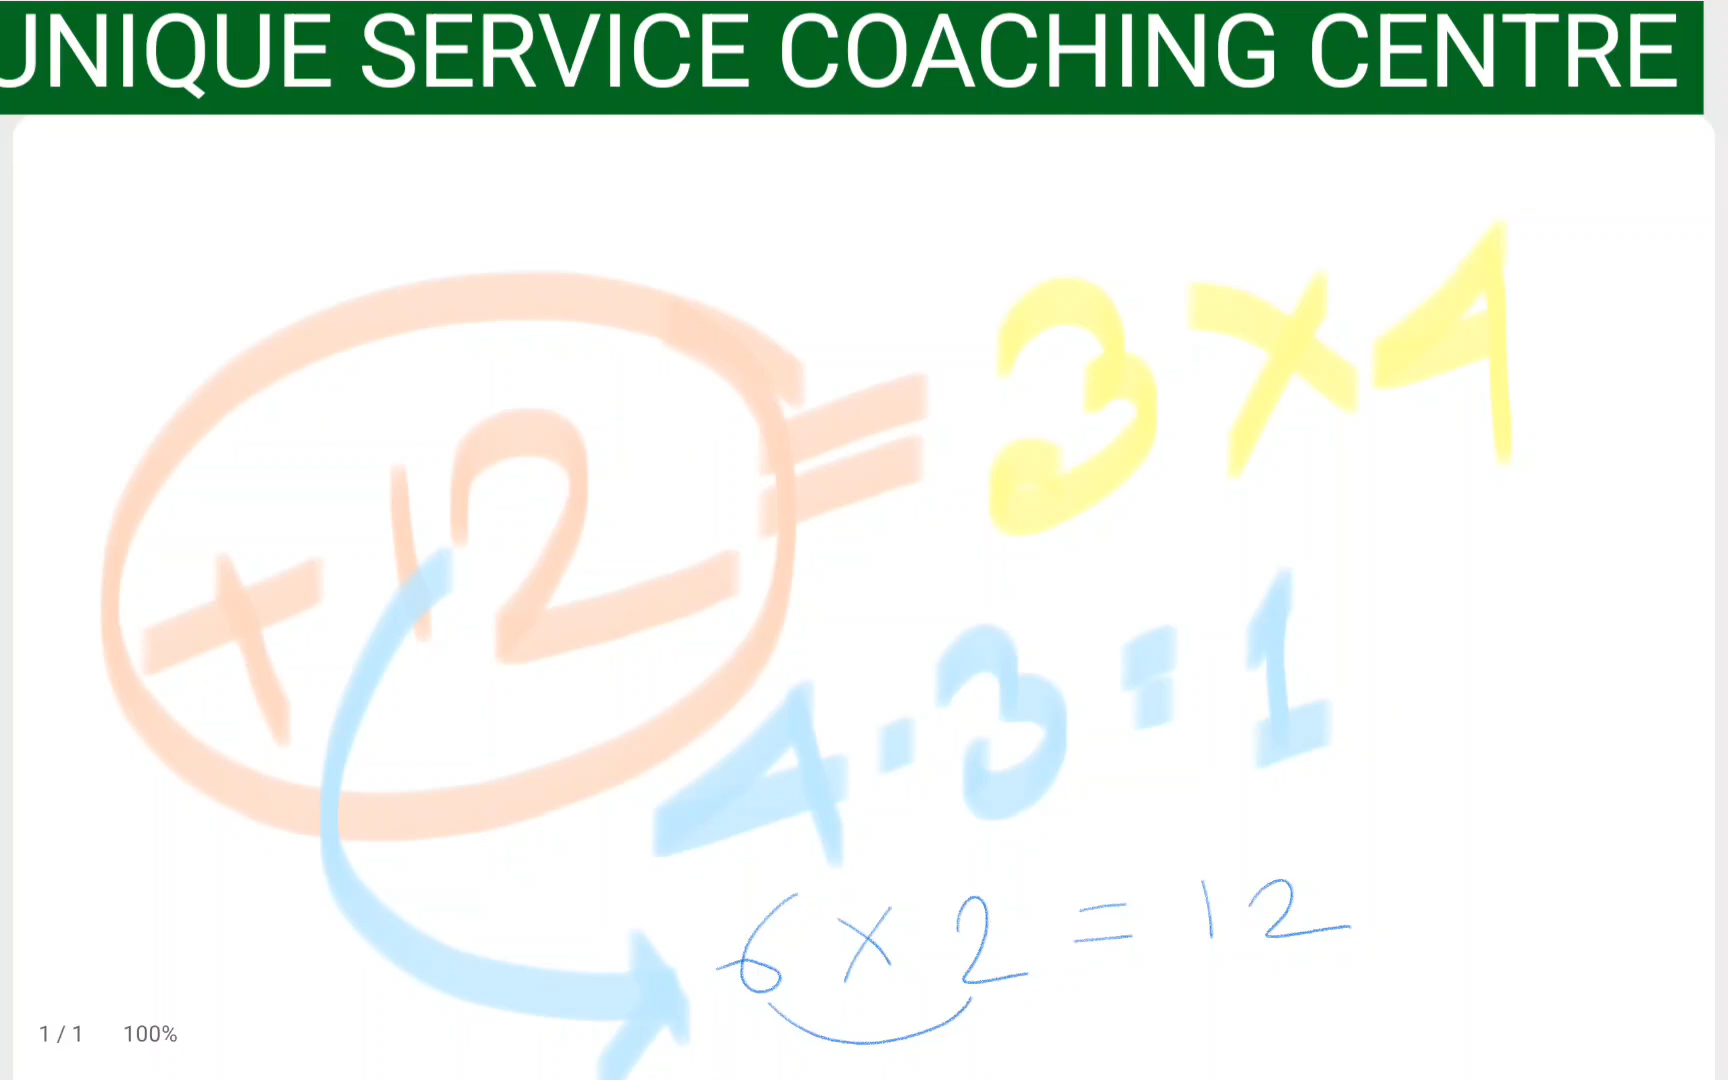 UNIQUE SERVICE COACHING CENTRE
+12 = 3×4
4-3=1
6×2=12
1 / 1 100%